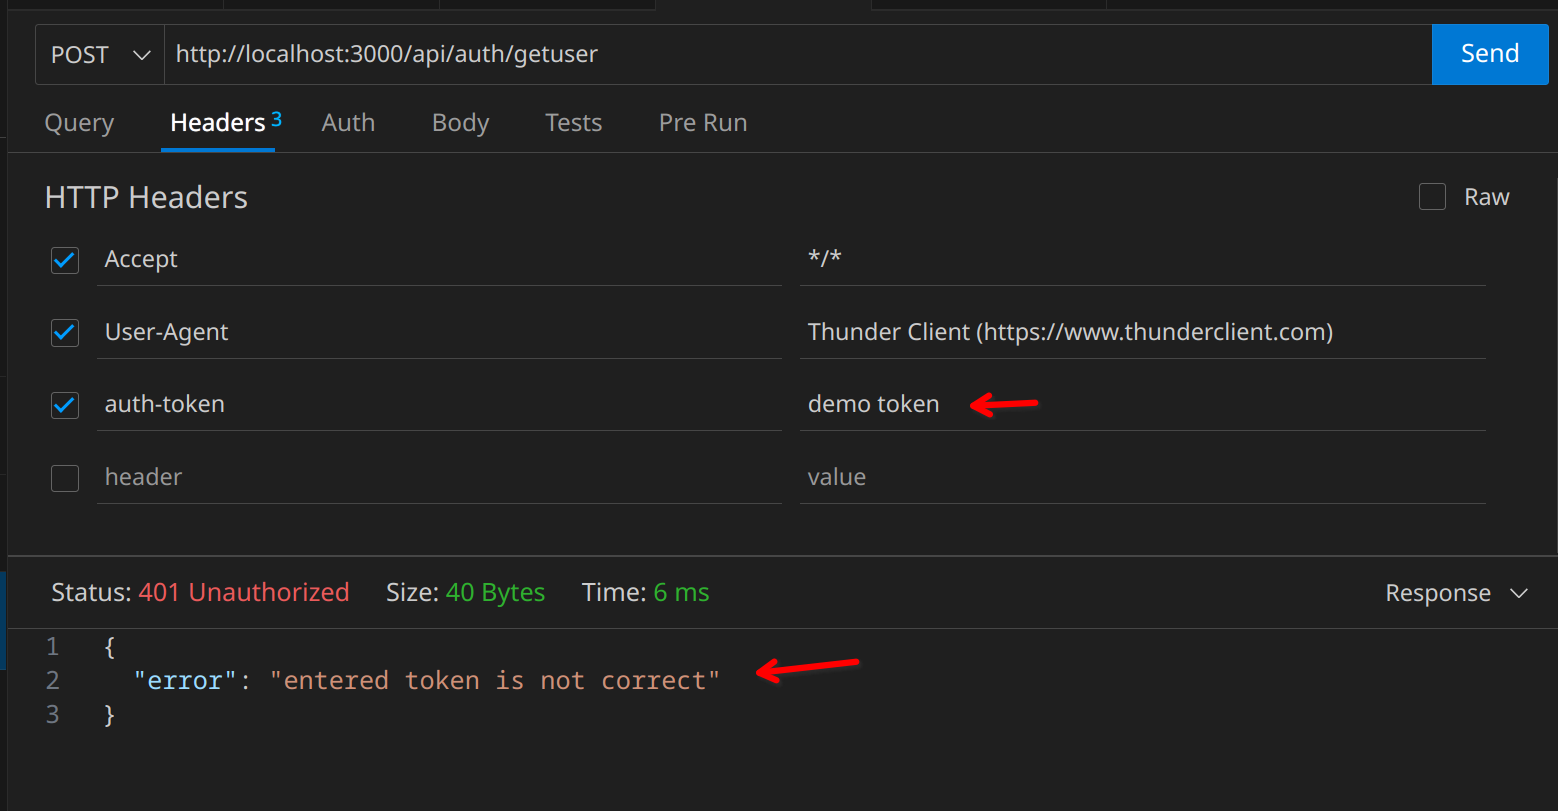 POST http://localhost:3000/api/auth/getuser Send
Query Headers 3 Auth Body Tests Pre Run
HTTP Headers Raw
Accept */*
User-Agent Thunder Client (https://www.thunderclient.com)
auth-token demo token
header value
Status: 401 Unauthorized Size: 40 Bytes Time: 6 ms Response
1 {
2 "error": "entered token is not correct"
3 }